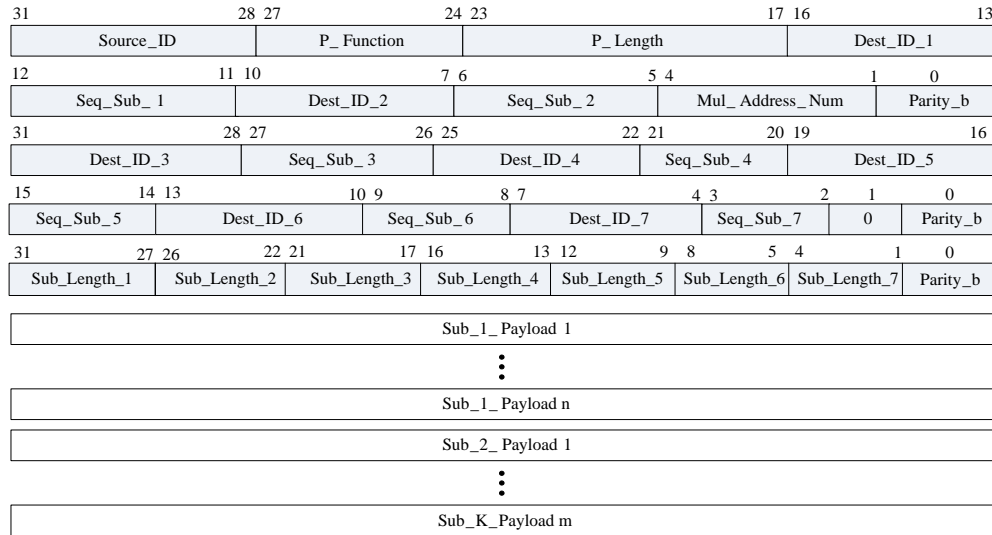 31 28 27 24 23 17 16 13
Source_ID P_ Function P_ Length Dest_ID_1
12 11 10 7 6 5 4 1 0
Seq_Sub_ 1 Dest_ID_2 Seq_Sub_ 2 Mul_ Address_Num Parity_b
31 28 27 26 25 22 21 20 19 16
Dest_ID_3 Seq_Sub_ 3 Dest_ID_4 Seq_Sub_ 4 Dest_ID_5
15 14 13 10 9 8 7 4 3 2 1 0
Seq_Sub_5 Dest_ID_6 Seq_Sub_6 Dest_ID_7 Seq_Sub_7 0 Parity_b
31 27 26 22 21 17 16 13 12 9 8 5 4 1 0
Sub_Length_1 Sub_Length_2 Sub_Length_3 Sub_Length_4 Sub_Length_5 Sub_Length_6 Sub_Length_7 Parity_b
Sub_1_ Payload 1
Sub_1_ Payload n
Sub_2_ Payload 1
Sub_K_Payload m